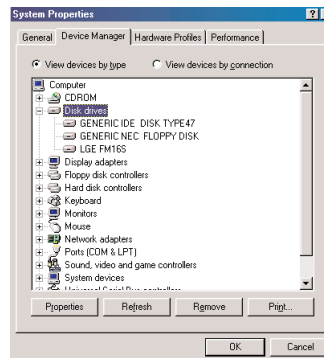 System Properties
General Device Manager Hardware Profiles Performance
View devices by type View devices by connection
Computer
CDROM
Disk drives
GENERIC IDE DISK TYPE47
GENERIC NEC FLOPPY DISK
LGE FM16S
Display adapters
Floppy disk controllers
Hard disk controllers
Keyboard
Monitors
Mouse
Network adapters
Ports (COM & LPT)
Sound, video and game controllers
System devices
Properties Refresh Remove Print...
OK Cancel